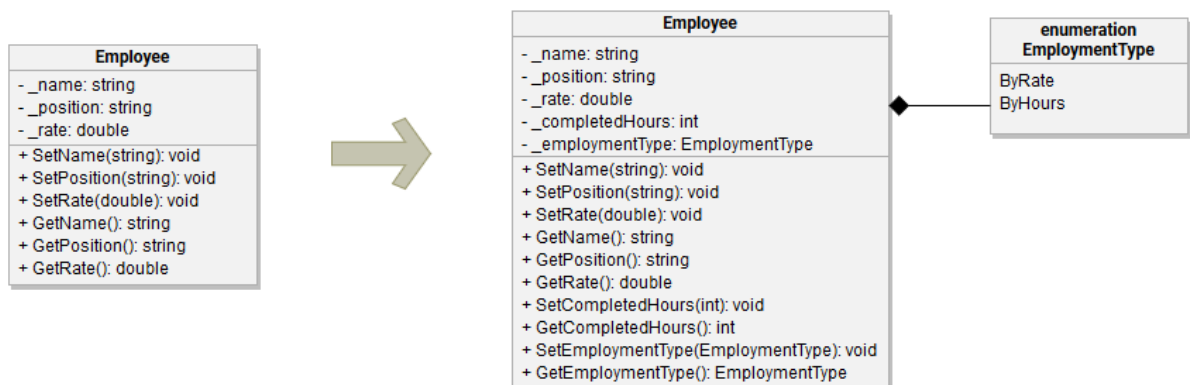 Employee
- _name: string
- _position: string
- _rate: double
+ SetName(string): void
+ SetPosition(string): void
+ SetRate(double): void
+ GetName(): string
+ GetPosition(): string
+ GetRate(): double
Employee
- _name: string
- _position: string
- _rate: double
- _completedHours: int
- _employmentType: EmploymentType
+ SetName(string): void
+ SetPosition(string): void
+ SetRate(double): void
+ GetName(): string
+ GetPosition(): string
+ GetRate(): double
+ SetCompletedHours(int): void
+ GetCompletedHours(): int
+ SetEmploymentType(EmploymentType): void
+ GetEmploymentType(): EmploymentType
enumeration
EmploymentType
ByRate
ByHours